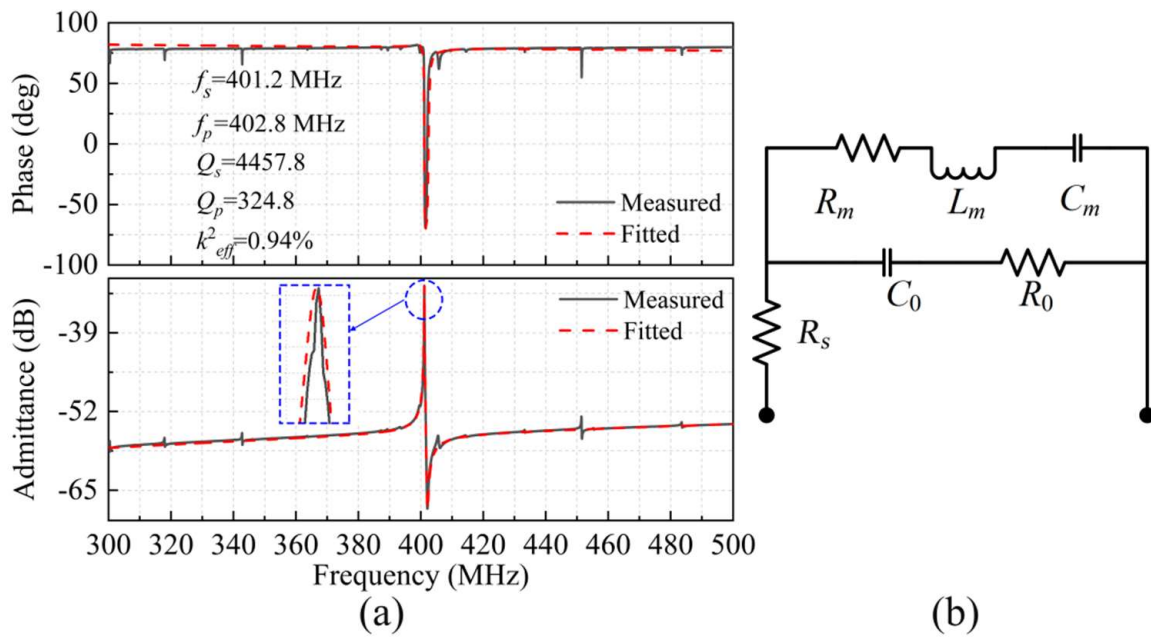 100
50
0
-50
-100
Phase (deg)
fs=401.2 MHz
fp=402.8 MHz
Qs=4457.8
Qp=324.8
k²eff=0.94%
Measured
Fitted
-39
-52
-65
Admittance (dB)
Measured
Fitted
300 320 340 360 380 400 420 440 460 480 500
Frequency (MHz)
(a)
Rm Lm Cm
C0 R0
Rs
(b)